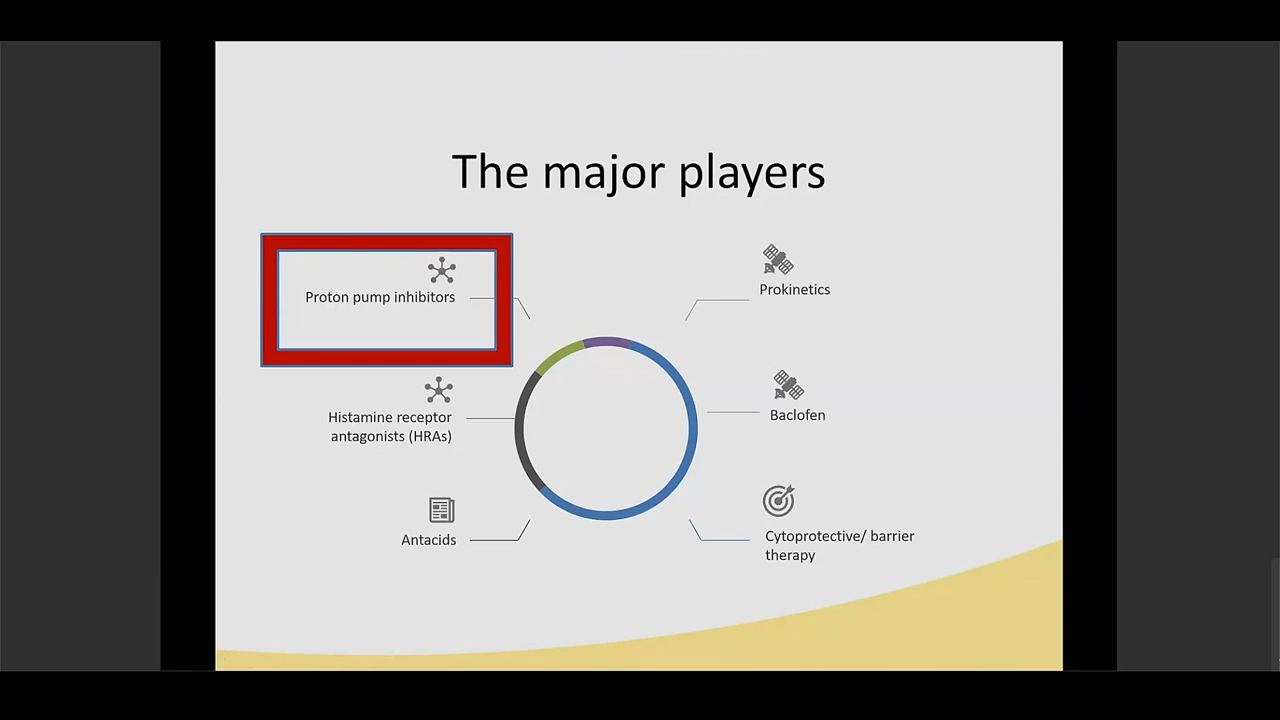 The major players
Proton pump inhibitors
Histamine receptor
antagonists (HRAs)
Antacids
Prokinetics
Baclofen
Cytoprotective/ barrier
therapy